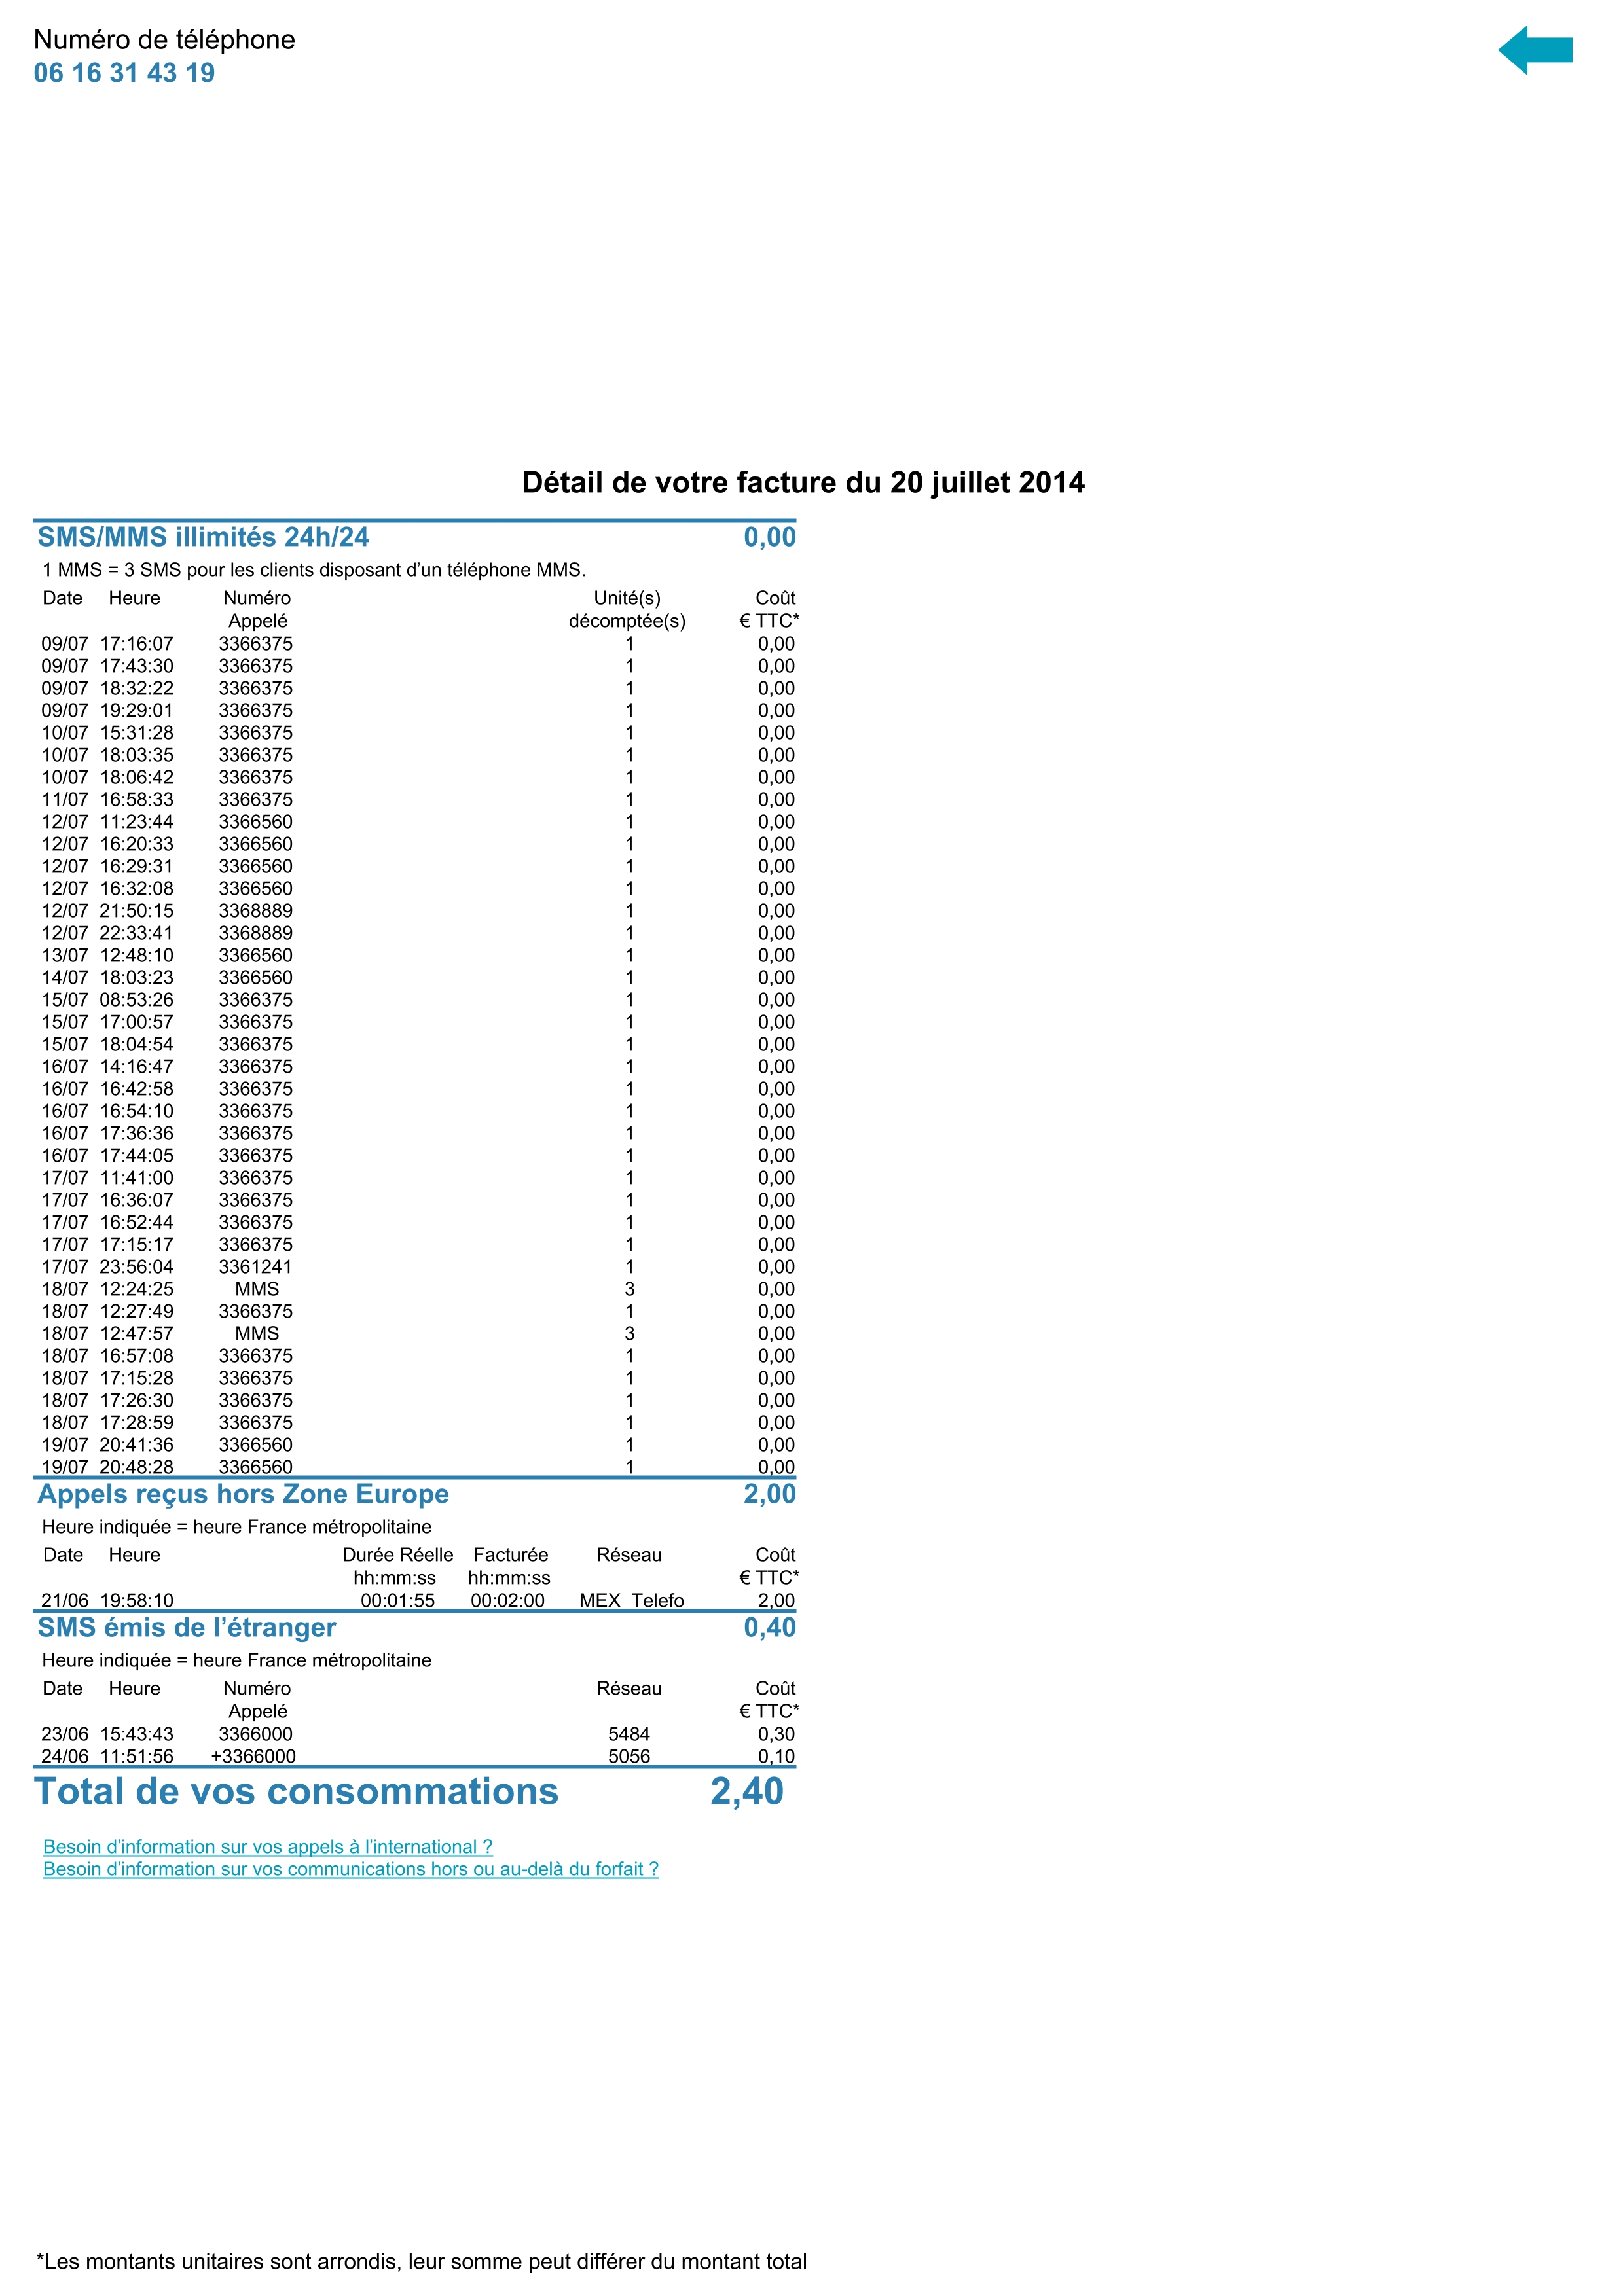 Numéro de téléphone
06 16 31 43 19
Détail de votre facture du 20 juillet 2014
SMS/MMS illimités 24h/24 0,00
1 MMS = 3 SMS pour les clients disposant d’un téléphone MMS.
Date Heure Numéro Unité(s) Coût
Appelé décomptée(s) € TTC*
09/07 17:16:07 3366375 1 0,00
09/07 17:43:30 3366375 1 0,00
09/07 18:32:22 3366375 1 0,00
09/07 19:29:01 3366375 1 0,00
10/07 15:31:28 3366375 1 0,00
10/07 18:03:35 3366375 1 0,00
10/07 18:06:42 3366375 1 0,00
11/07 16:58:33 3366375 1 0,00
12/07 11:23:44 3366560 1 0,00
12/07 16:20:33 3366560 1 0,00
12/07 16:29:31 3366560 1 0,00
12/07 16:32:08 3366560 1 0,00
12/07 21:50:15 3368889 1 0,00
12/07 22:33:41 3368889 1 0,00
13/07 12:48:10 3366560 1 0,00
14/07 18:03:23 3366560 1 0,00
15/07 08:53:26 3366375 1 0,00
15/07 17:00:57 3366375 1 0,00
15/07 18:04:54 3366375 1 0,00
16/07 14:16:47 3366375 1 0,00
16/07 16:42:58 3366375 1 0,00
16/07 16:54:10 3366375 1 0,00
16/07 17:36:36 3366375 1 0,00
16/07 17:44:05 3366375 1 0,00
17/07 11:41:00 3366375 1 0,00
17/07 16:36:07 3366375 1 0,00
17/07 16:52:44 3366375 1 0,00
17/07 17:15:17 3366375 1 0,00
17/07 23:56:04 3361241 1 0,00
18/07 12:24:25 MMS 3 0,00
18/07 12:27:49 3366375 1 0,00
18/07 12:47:57 MMS 3 0,00
18/07 16:57:08 3366375 1 0,00
18/07 17:15:28 3366375 1 0,00
18/07 17:26:30 3366375 1 0,00
18/07 17:28:59 3366375 1 0,00
19/07 20:41:36 3366560 1 0,00
19/07 20:48:28 3366560 1 0,00
Appels reçus hors Zone Europe 2,00
Heure indiquée = heure France métropolitaine
Date Heure Durée Réelle Facturée Réseau Coût
hh:mm:ss hh:mm:ss € TTC*
21/06 19:58:10 00:01:55 00:02:00 MEX Telefo 2,00
SMS émis de l’étranger 0,40
Heure indiquée = heure France métropolitaine
Date Heure Numéro Réseau Coût
Appelé € TTC*
23/06 15:43:43 3366000 5484 0,30
24/06 11:51:56 +3366000 5056 0,10
Total de vos consommations 2,40
Besoin d’information sur vos appels à l’international ?
Besoin d’information sur vos communications hors ou au-delà du forfait ?
*Les montants unitaires sont arrondis, leur somme peut différer du montant total